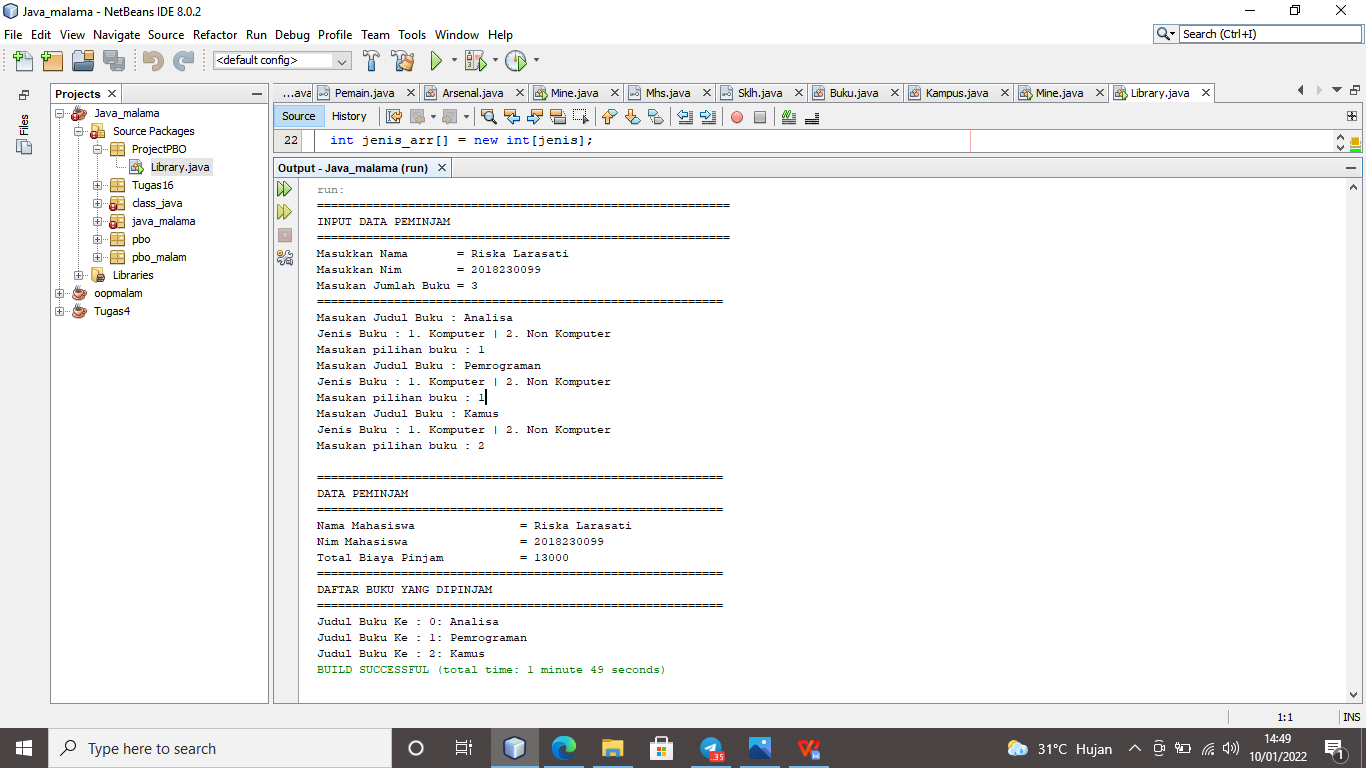 Java_malama - NetBeans IDE 8.0.2
File Edit View Navigate Source Refactor Run Debug Profile Team Tools Window Help
Search (Ctrl+I)
<default config>
Files
Projects
Java_malama
Source Packages
ProjectPBO
Library.java
Tugas16
class_java
java_malama
pbo
pbo_malam
Libraries
oopmalam
Tugas4
...ava Pemain.java Arsenal.java Mine.java Mhs.java Sklh.java Buku.java Kampus.java Mine.java Library.java
Source History
22 int jenis_arr[] = new int[jenis];
Output - Java_malama (run)
run:
===========================================================
INPUT DATA PEMINJAM
===========================================================
Masukkan Nama = Riska Larasati
Masukkan Nim = 2018230099
Masukan Jumlah Buku = 3
==========================================================
Masukan Judul Buku : Analisa
Jenis Buku : 1. Komputer | 2. Non Komputer
Masukan pilihan buku : 1
Masukan Judul Buku : Pemrograman
Jenis Buku : 1. Komputer | 2. Non Komputer
Masukan pilihan buku : 1
Masukan Judul Buku : Kamus
Jenis Buku : 1. Komputer | 2. Non Komputer
Masukan pilihan buku : 2
==========================================================
DATA PEMINJAM
==========================================================
Nama Mahasiswa = Riska Larasati
Nim Mahasiswa = 2018230099
Total Biaya Pinjam = 13000
==========================================================
DAFTAR BUKU YANG DIPINJAM
==========================================================
Judul Buku Ke : 0: Analisa
Judul Buku Ke : 1: Pemrograman
Judul Buku Ke : 2: Kamus
BUILD SUCCESSFUL (total time: 1 minute 49 seconds)
1:1 INS
Type here to search
35
31°C Hujan
14:49
10/01/2022
1